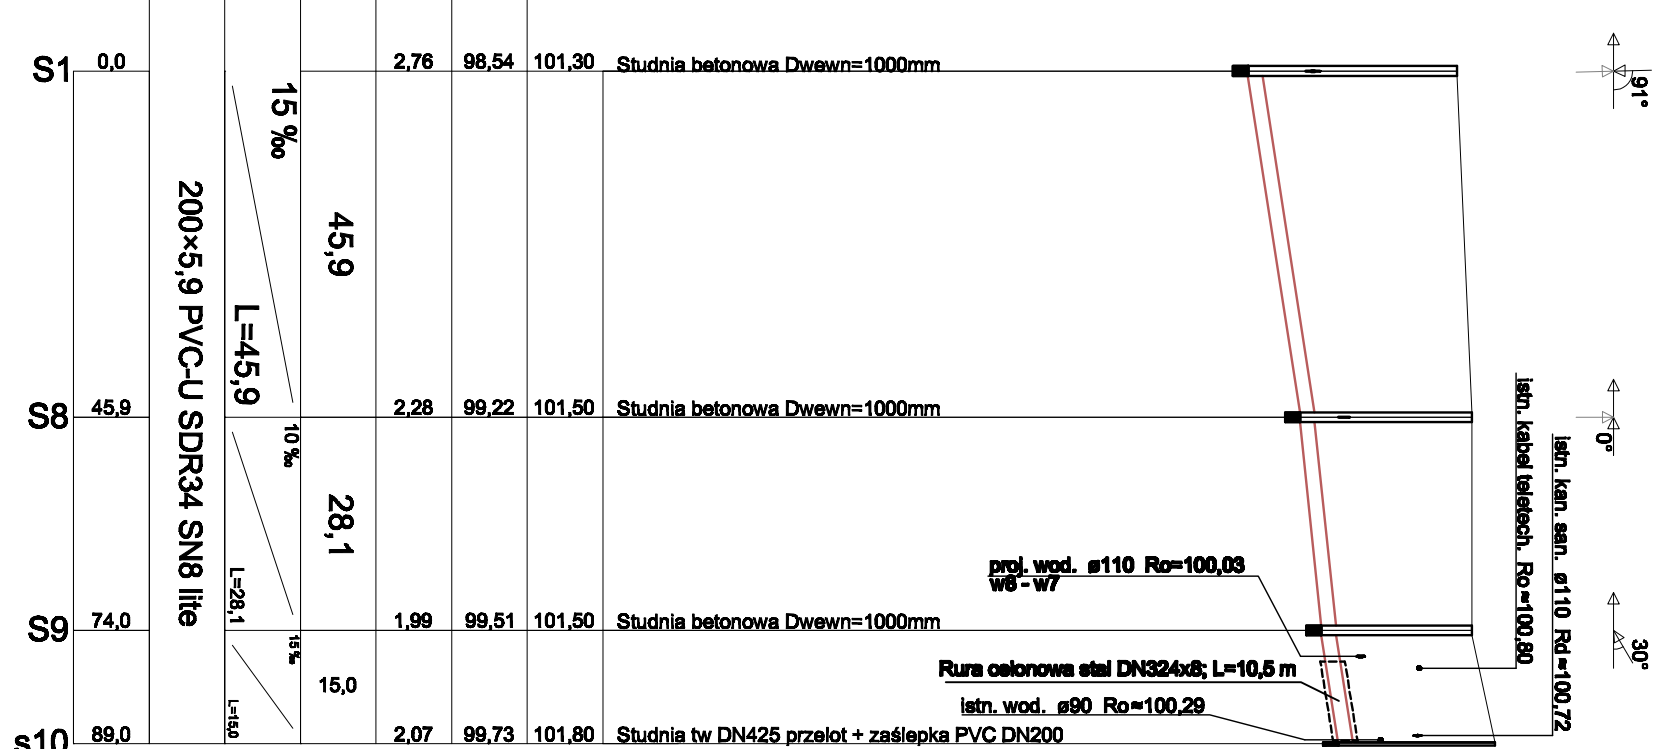 S1 0,0 2,76 98,54 101,30 Studnia betonowa Dwewn=1000mm
91°
15 ‰
45,9
200×5,9 PVC-U SDR34 SN8 lite
L=45,9
S8 45,9 2,28 99,22 101,50 Studnia betonowa Dwewn=1000mm
0°
10 ‰
28,1
L=28,1
istn. kabel teletech. Ro≈100,80
istn. kan. san. ø110 Rd≈100,72
proj. wod. ø110 Ro=100,03
w8 - w7
S9 74,0 1,99 99,51 101,50 Studnia betonowa Dwewn=1000mm
30°
15 ‰
15,0
L=15,0
Rura osłonowa stal DN324x8; L=10,5 m
istn. wod. ø90 Ro≈100,29
s10 89,0 2,07 99,73 101,80 Studnia tw DN425 przelot + zaślepka PVC DN200